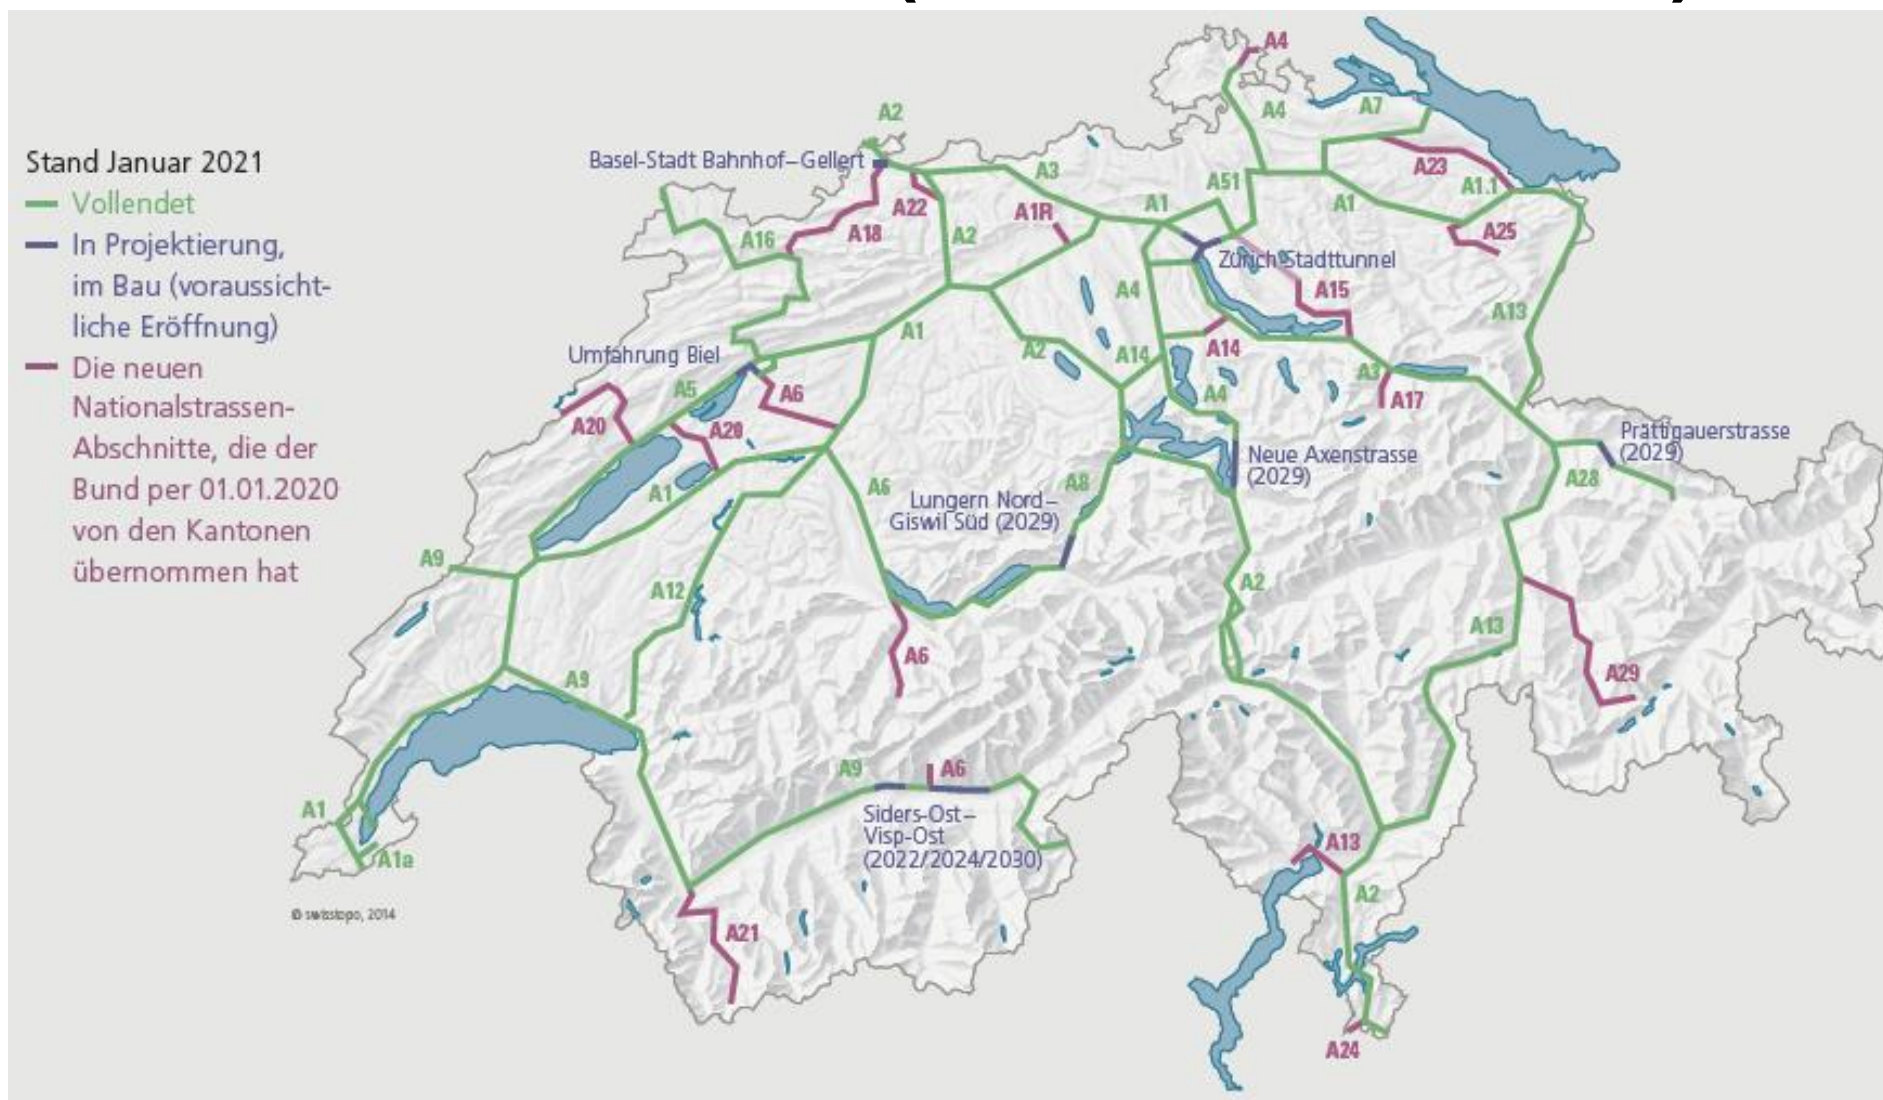 Stand Januar 2021
Vollendet
In Projektierung,
im Bau (voraussicht-
liche Eröffnung)
Die neuen
Nationalstrassen-
Abschnitte, die der
Bund per 01.01.2020
von den Kantonen
übernommen hat
A4
A2
A4
A7
Basel-Stadt Bahnhof–Gellert
A3
A23
A51
A1.1
A22
A1R
A1
A1
A16
A18
A2
A25
Zürich-Stadttunnel
A4
A15
A13
A1
Umfahrung Biel
A2
A14
A14
A5
A6
A3
A4
A17
A20
A20
Prättigauerstrasse
(2029)
Neue Axenstrasse
(2029)
A1
A6
A8
A28
Lungern Nord–
Giswil Süd (2029)
A9
A12
A2
A13
A6
A29
A9
A9
A6
A1
Siders-Ost–
Visp-Ost
(2022/2024/2030)
A13
A1a
A2
© swisstopo, 2014
A21
A24